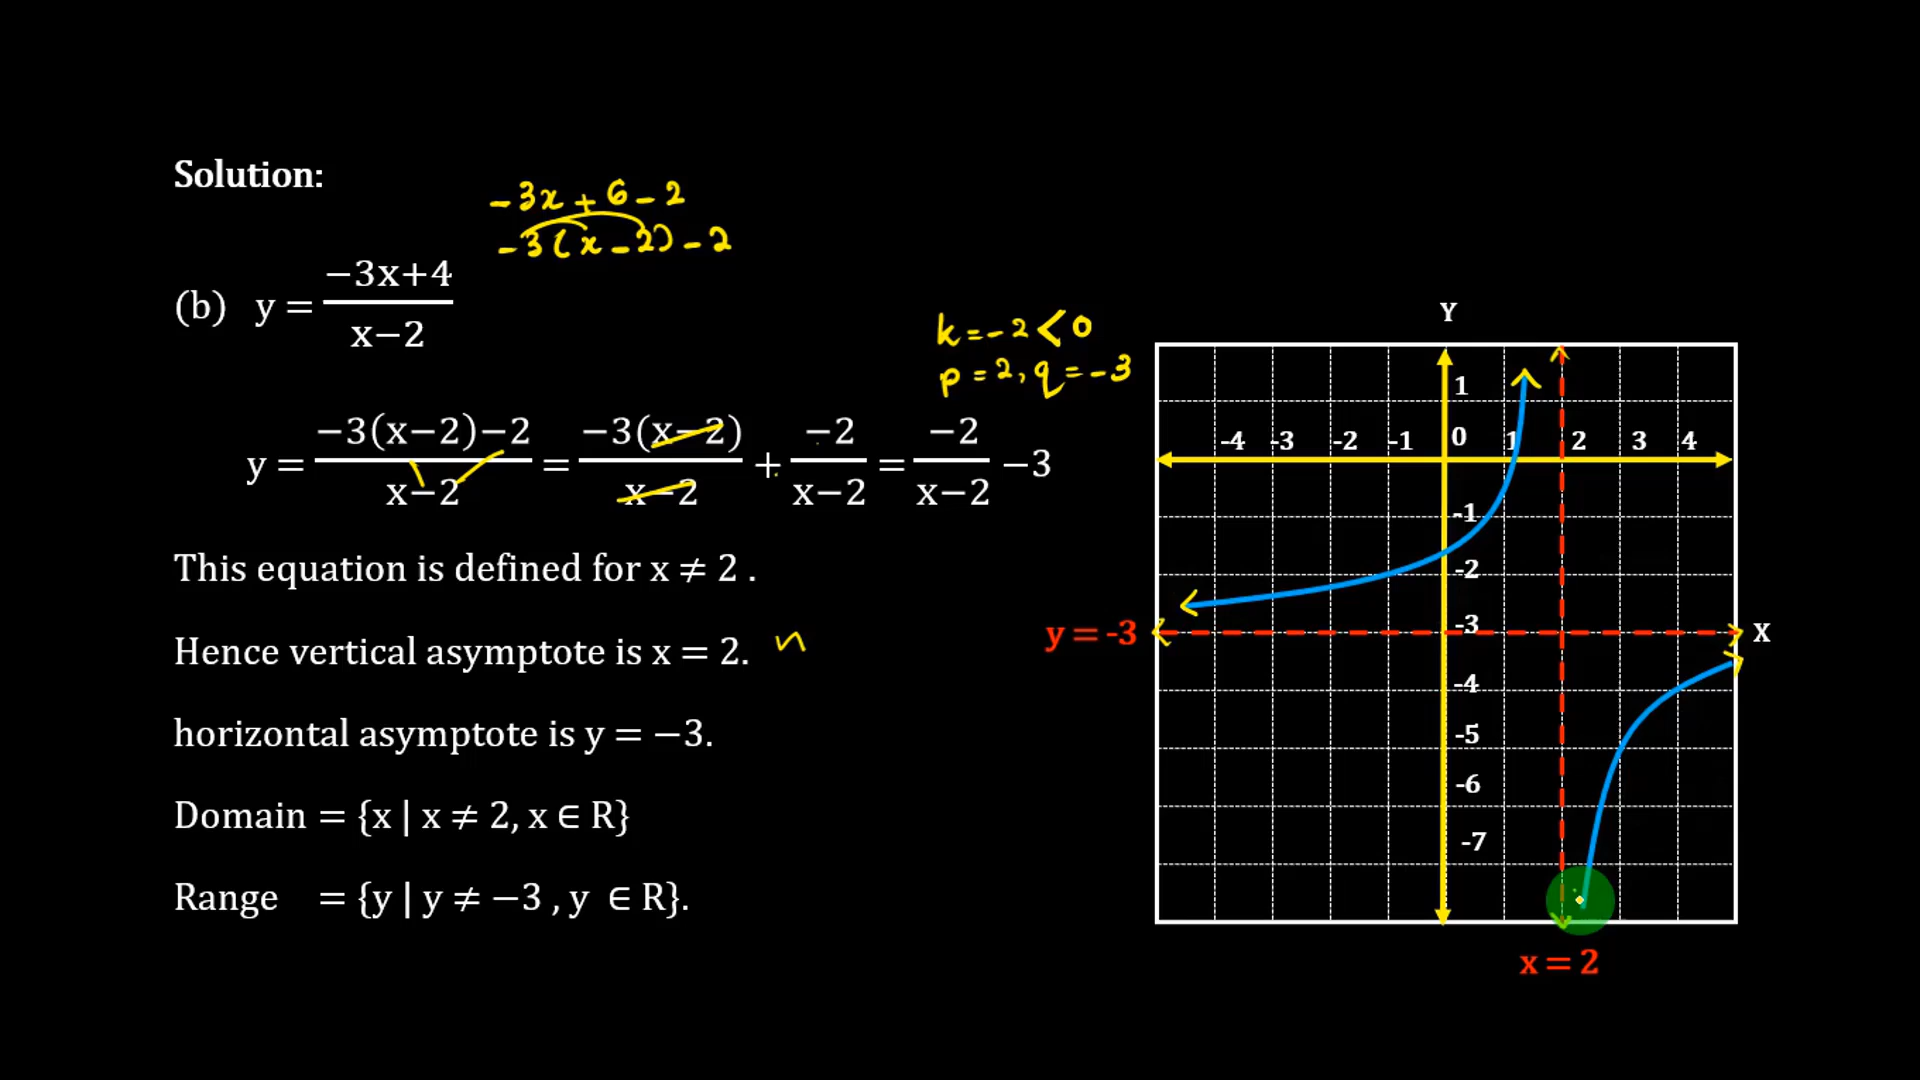 Solution:
-3x + 6 - 2
-3(x - 2) - 2
(b) y = −3x+4 / x−2
k = -2 < 0
p = 2, q = -3
y = −3(x−2)−2 / x−2 = −3(x−2) / x−2 + −2 / x−2 = −2 / x−2 −3
This equation is defined for x ≠ 2 .
Hence vertical asymptote is x = 2.
horizontal asymptote is y = −3.
Domain = {x | x ≠ 2, x ∈ R}
Range = {y | y ≠ −3 , y ∈ R}.
Y
1
-4 -3 -2 -1 0 1 2 3 4
-1
-2
-3
y = -3
X
-4
-5
-6
-7
x = 2